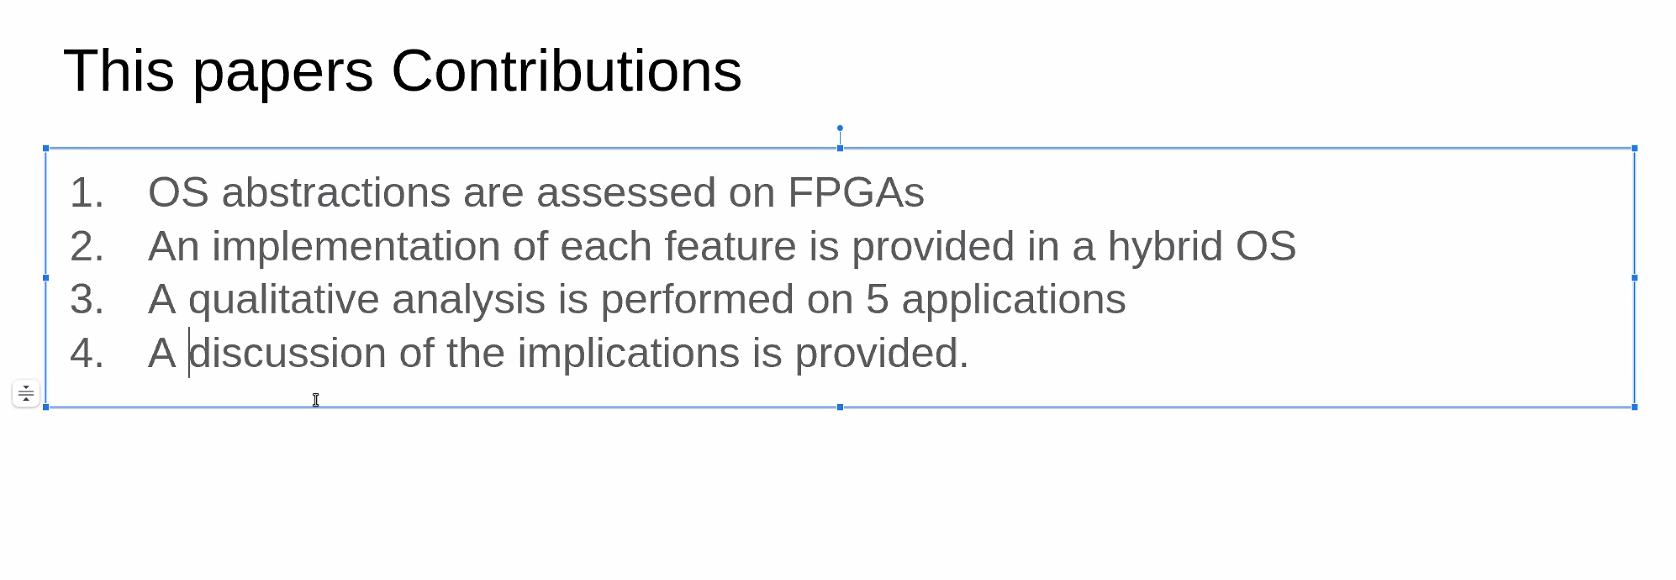 This papers Contributions
1. OS abstractions are assessed on FPGAs
2. An implementation of each feature is provided in a hybrid OS
3. A qualitative analysis is performed on 5 applications
4. A discussion of the implications is provided.